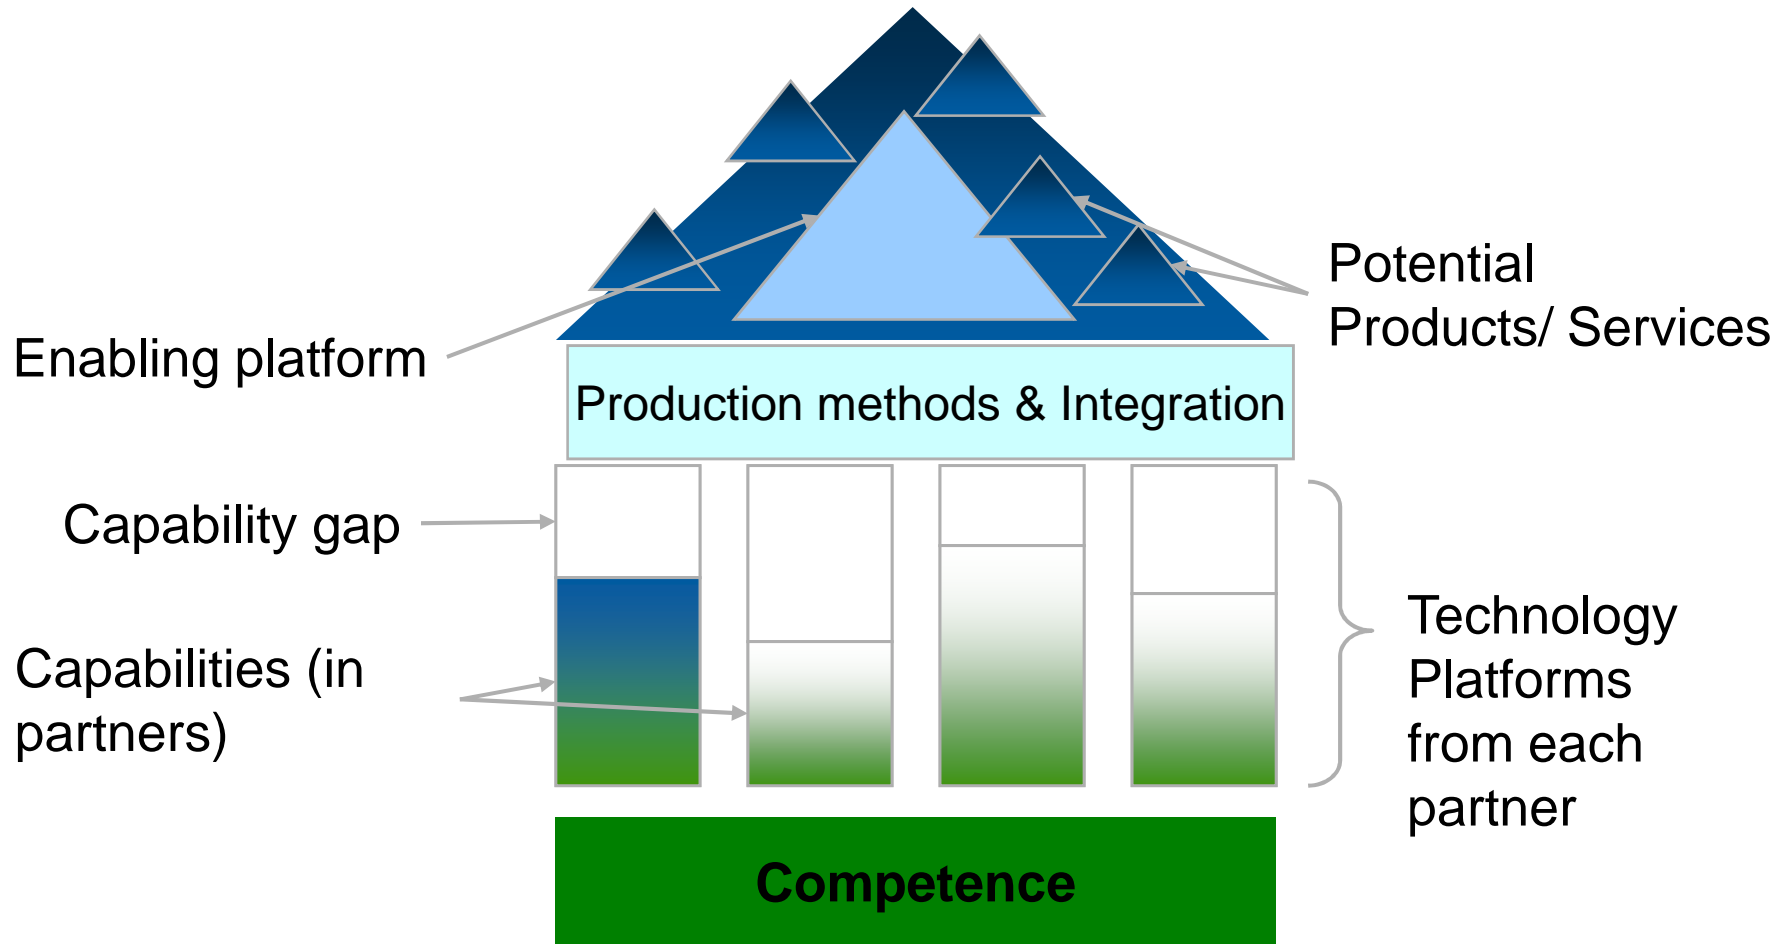 Potential
Products/ Services
Enabling platform
Production methods & Integration
Capability gap
Capabilities (in
partners)
Technology
Platforms
from each
partner
Competence